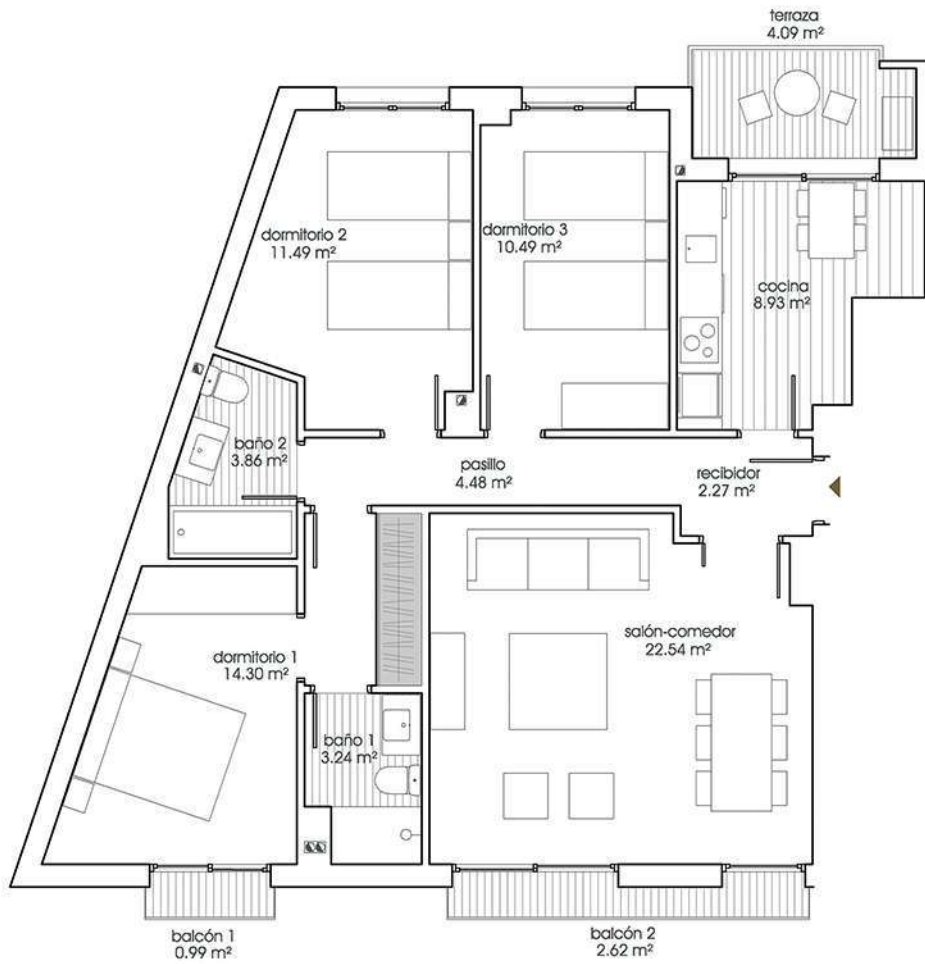 terraza
4.09 m²
dormitorio 2
11.49 m²
dormitorio 3
10.49 m²
cocina
8.93 m²
baño 2
3.86 m²
pasillo
4.48 m²
recibidor
2.27 m²
salón-comedor
22.54 m²
dormitorio 1
14.30 m²
baño 1
3.24 m²
balcón 1
0.99 m²
balcón 2
2.62 m²